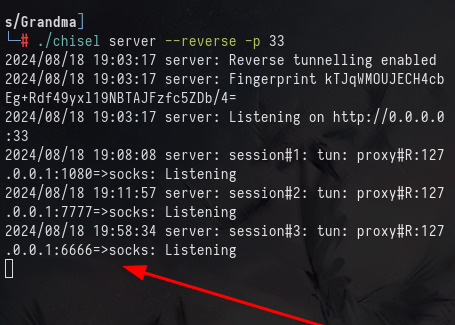 s/Grandma]
└─# ./chisel server --reverse -p 33
2024/08/18 19:03:17 server: Reverse tunnelling enabled
2024/08/18 19:03:17 server: Fingerprint kTJqWMOUJECH4cb
Eg+Rdf49yxl19NBTAJFzfc5ZDb/4=
2024/08/18 19:03:17 server: Listening on http://0.0.0.0
:33
2024/08/18 19:08:08 server: session#1: tun: proxy#R:127
.0.0.1:1080=>socks: Listening
2024/08/18 19:11:57 server: session#2: tun: proxy#R:127
.0.0.1:7777=>socks: Listening
2024/08/18 19:58:34 server: session#3: tun: proxy#R:127
.0.0.1:6666=>socks: Listening